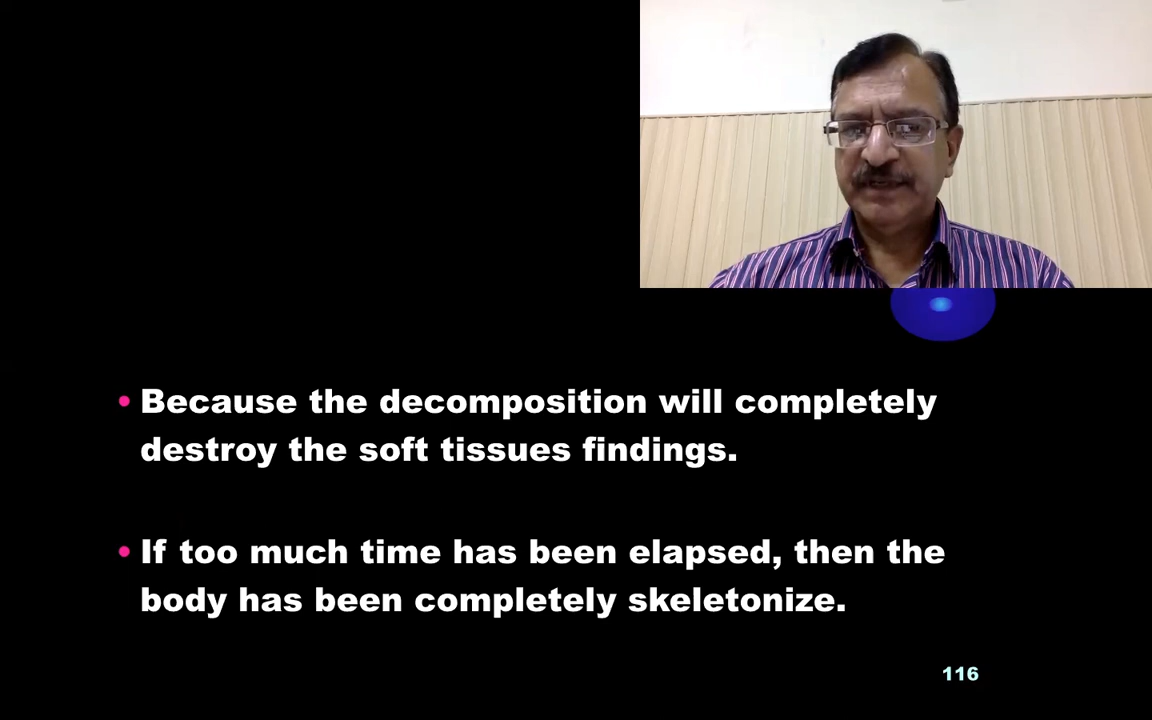 • Because the decomposition will completely
destroy the soft tissues findings.
• If too much time has been elapsed, then the
body has been completely skeletonize.
116